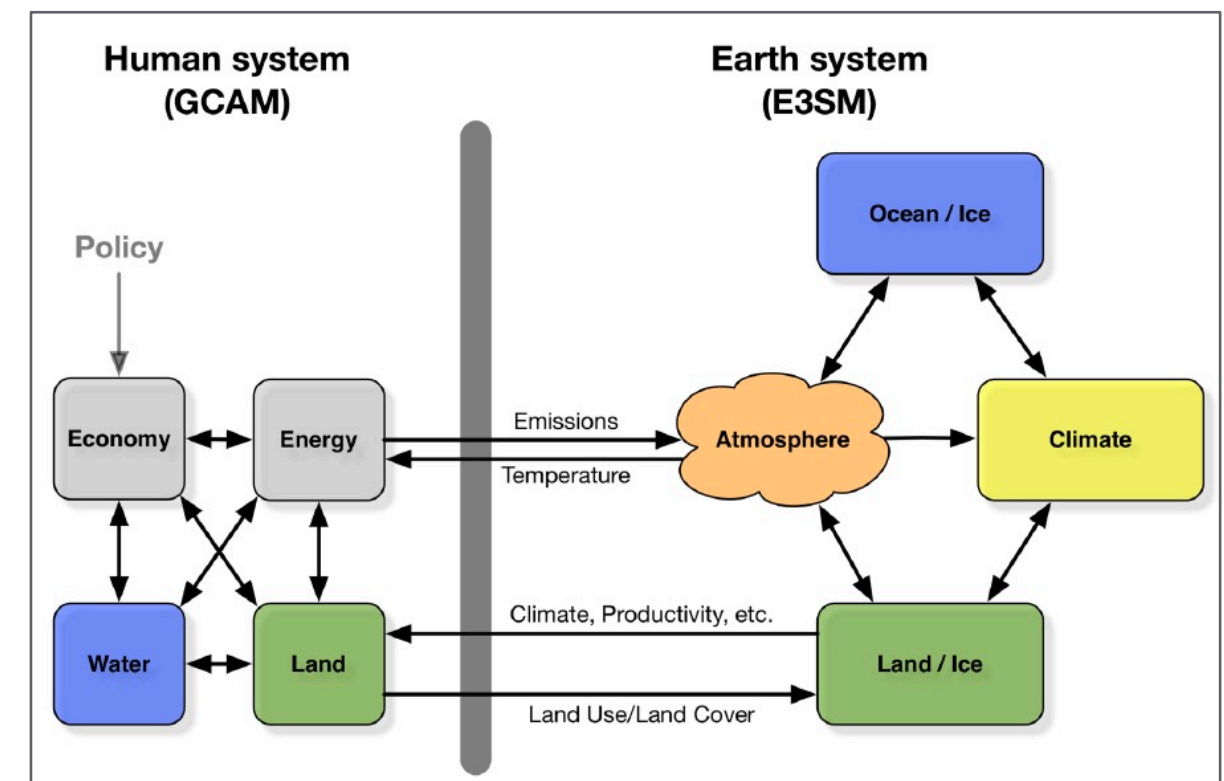 Human system
(GCAM)
Earth system
(E3SM)
Ocean / Ice
Policy
Economy
Energy
Emissions
Temperature
Atmosphere
Climate
Water
Land
Climate, Productivity, etc.
Land Use/Land Cover
Land / Ice